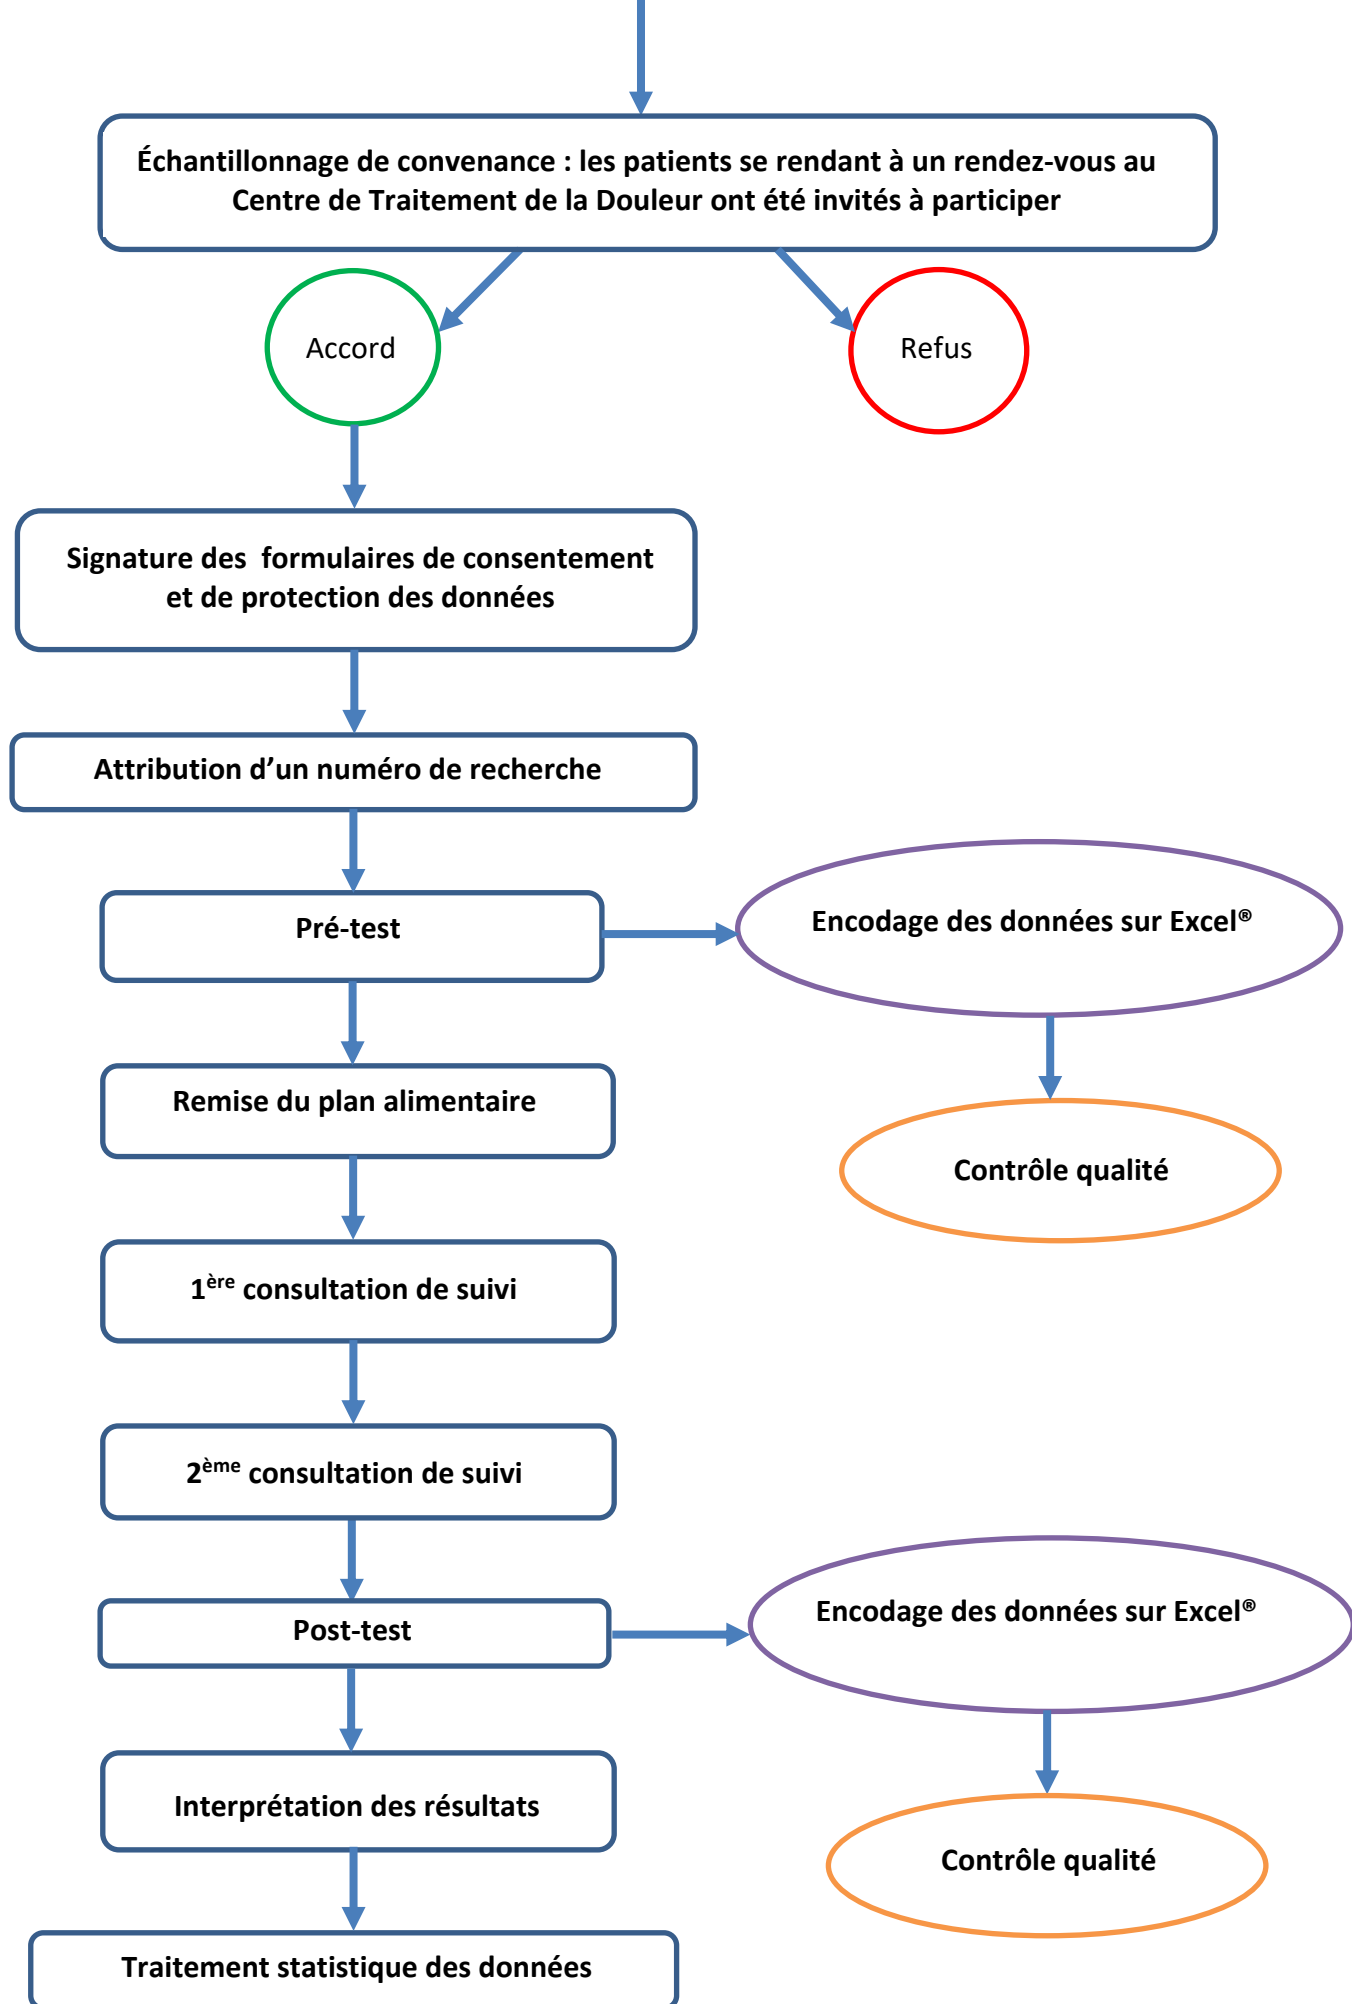 Échantillonnage de convenance : les patients se rendant à un rendez-vous au
Centre de Traitement de la Douleur ont été invités à participer
Accord
Refus
Signature des  formulaires de consentement
et de protection des données
Attribution d’un numéro de recherche
Pré-test
Encodage des données sur Excel®
Remise du plan alimentaire
Contrôle qualité
1ère consultation de suivi
2ème consultation de suivi
Post-test
Encodage des données sur Excel®
Interprétation des résultats
Contrôle qualité
Traitement statistique des données